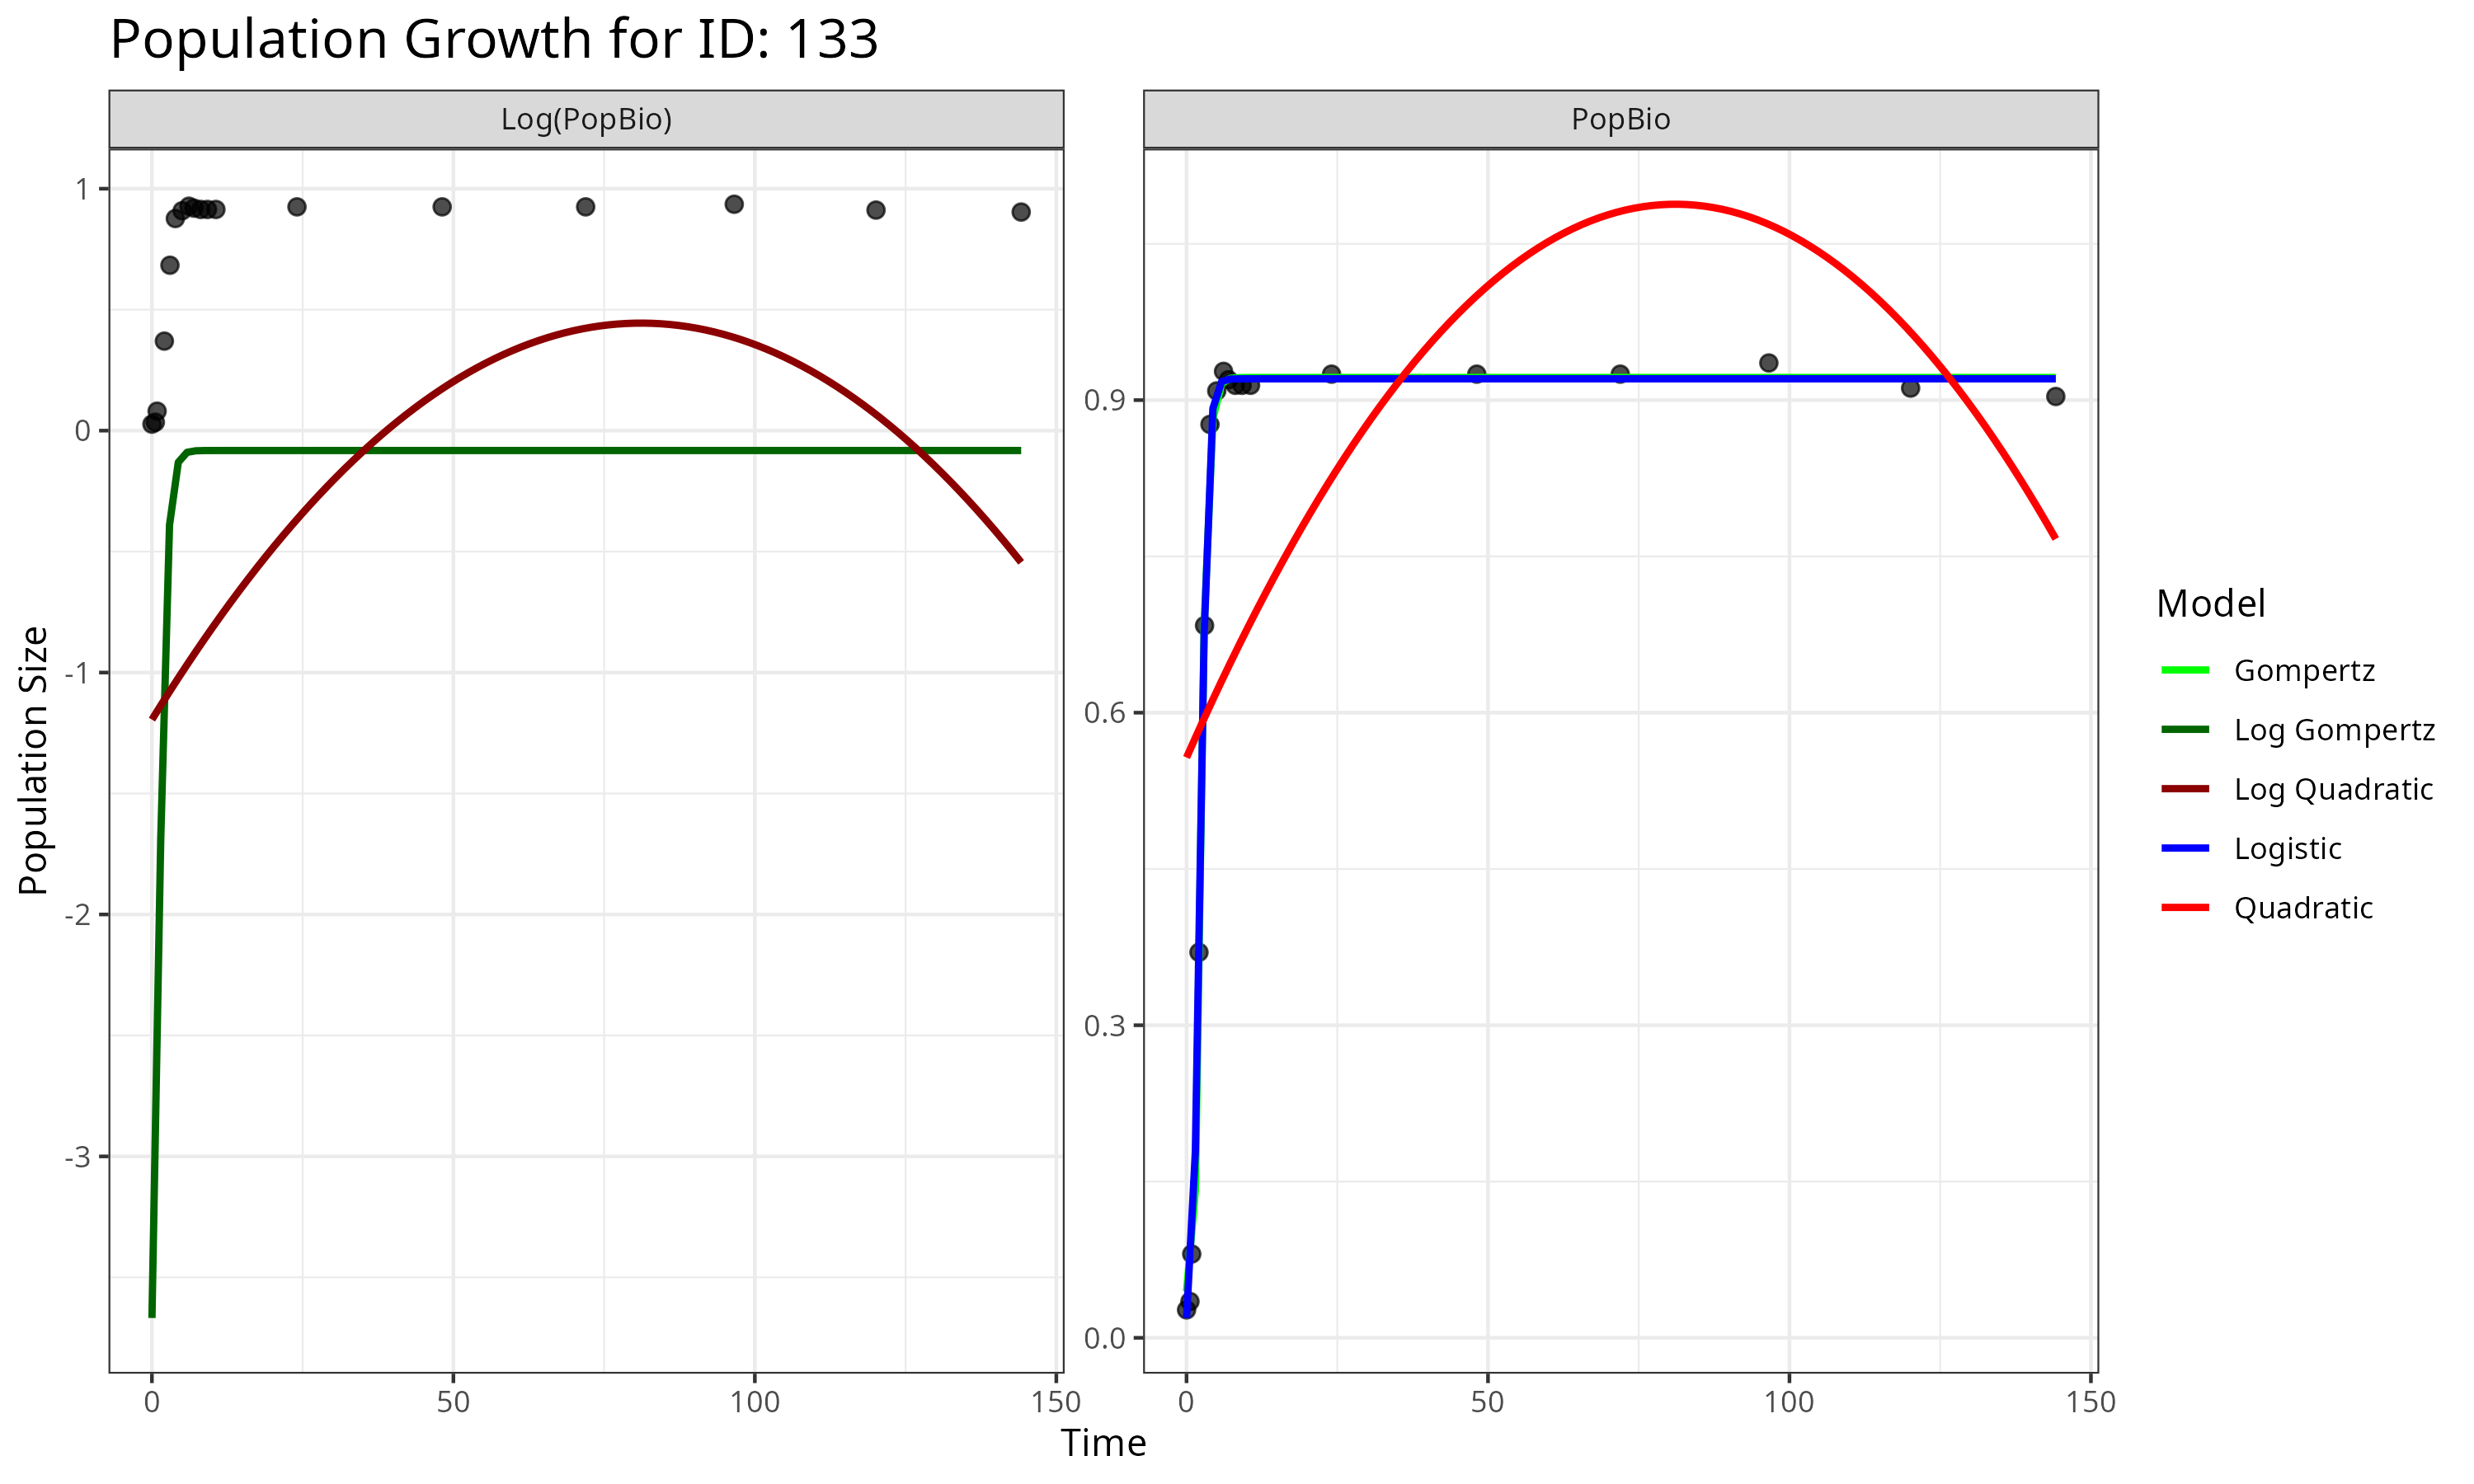 Population Growth for ID: 133
Log(PopBio)
PopBio
Population Size
1
0
-1
-2
-3
0.9
0.6
0.3
0.0
0 50 100 150
0 50 100 150
Time
Model
Gompertz
Log Gompertz
Log Quadratic
Logistic
Quadratic